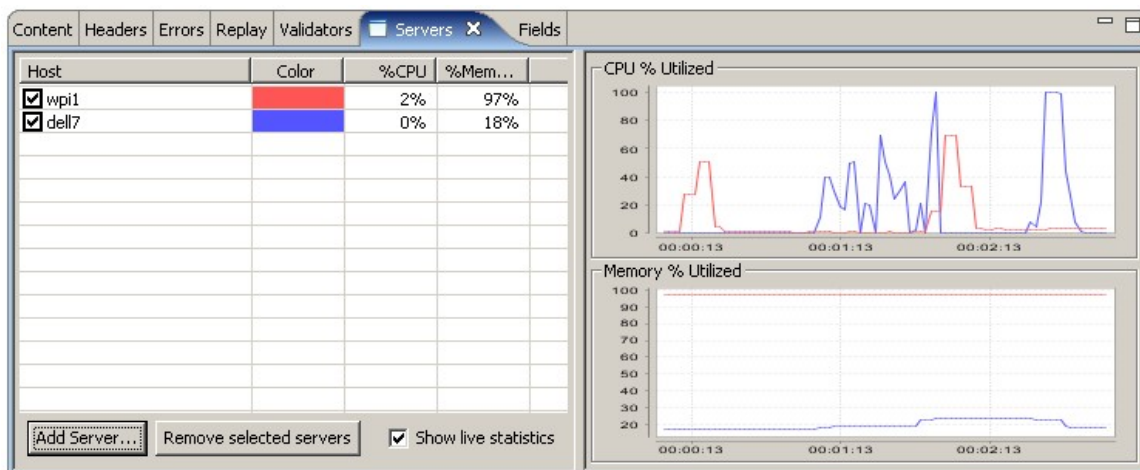 Content Headers Errors Replay Validators Servers Fields
Host Color %CPU %Mem...
wpi1 2% 97%
dell7 0% 18%
Add Server... Remove selected servers Show live statistics
CPU % Utilized
100
80
60
40
20
0
00:00:13 00:01:13 00:02:13
Memory % Utilized
100
90
80
70
60
50
40
30
20
00:00:13 00:01:13 00:02:13